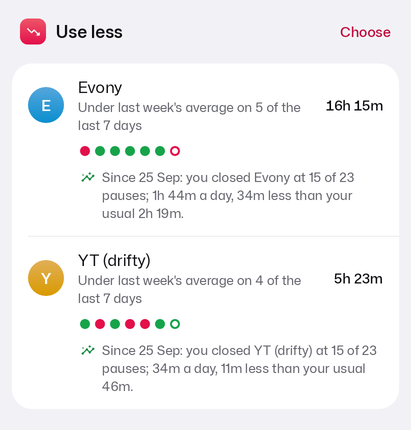 Use less
Choose
E
Evony
Under last week's average on 5 of the
last 7 days
16h 15m
Since 25 Sep: you closed Evony at 15 of 23
pauses; 1h 44m a day, 34m less than your
usual 2h 19m.
Y
YT (drifty)
Under last week's average on 4 of the
last 7 days
5h 23m
Since 25 Sep: you closed YT (drifty) at 15 of 23
pauses; 34m a day, 11m less than your usual
46m.